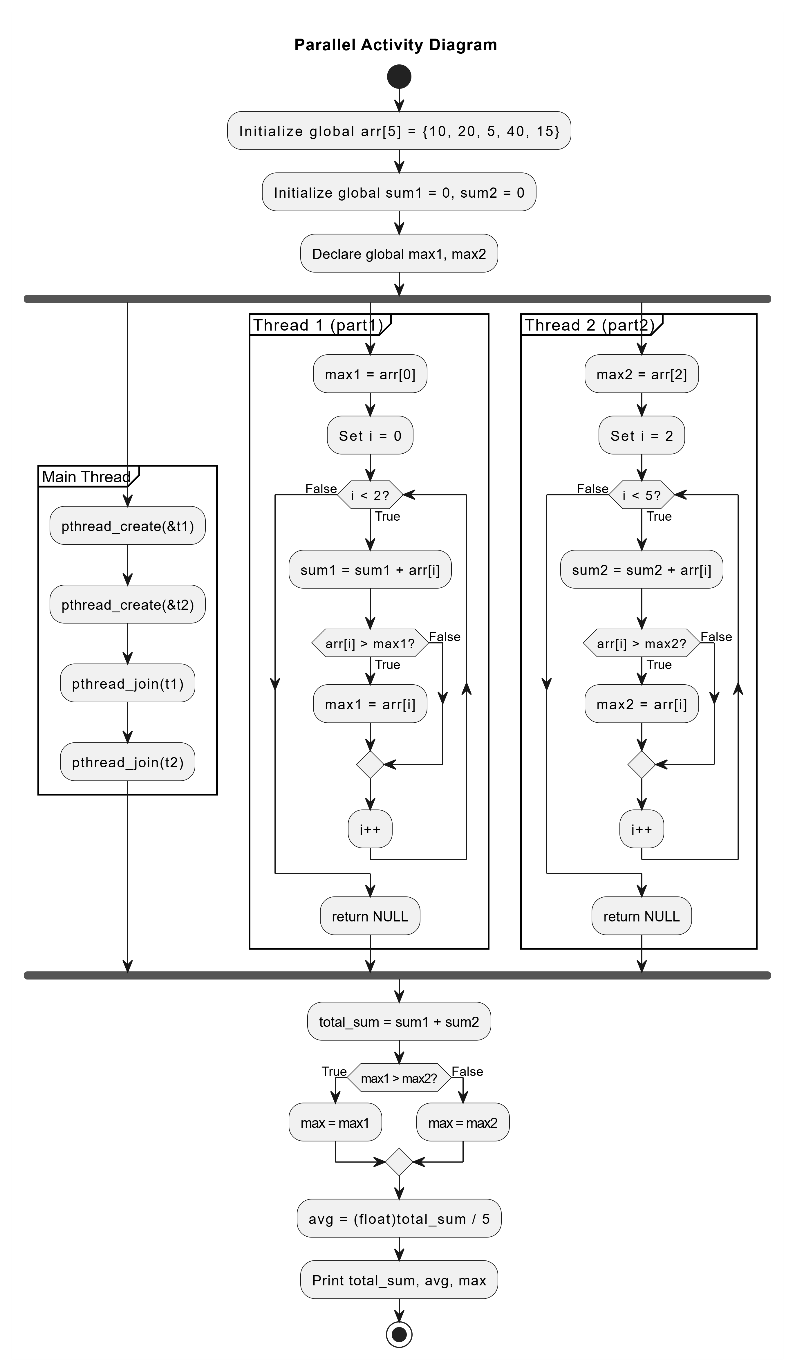 Parallel Activity Diagram
Initialize global arr[5] = {10, 20, 5, 40, 15}
Initialize global sum1 = 0, sum2 = 0
Declare global max1, max2
Main Thread
pthread_create(&t1)
pthread_create(&t2)
pthread_join(t1)
pthread_join(t2)
Thread 1 (part1)
max1 = arr[0]
Set i = 0
False
i < 2?
True
sum1 = sum1 + arr[i]
arr[i] > max1?
False
True
max1 = arr[i]
i++
return NULL
Thread 2 (part2)
max2 = arr[2]
Set i = 2
False
i < 5?
True
sum2 = sum2 + arr[i]
arr[i] > max2?
False
True
max2 = arr[i]
i++
return NULL
total_sum = sum1 + sum2
True
max1 > max2?
False
max = max1
max = max2
avg = (float)total_sum / 5
Print total_sum, avg, max